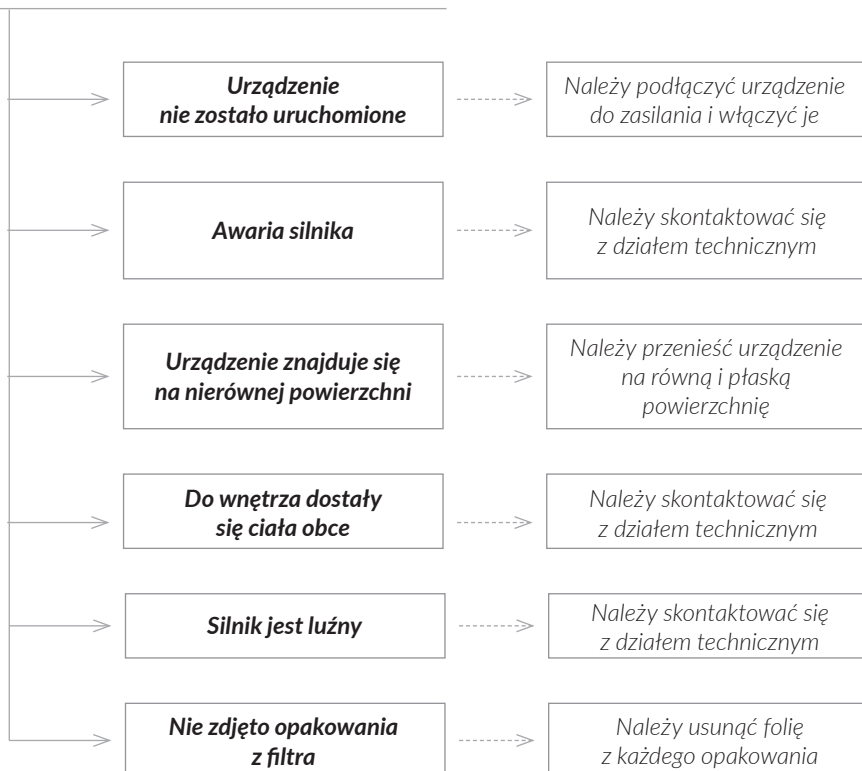 Urządzenie
nie zostało uruchomione
Należy podłączyć urządzenie
do zasilania i włączyć je
Awaria silnika
Należy skontaktować się
z działem technicznym
Urządzenie znajduje się
na nierównej powierzchni
Należy przenieść urządzenie
na równą i płaską
powierzchnię
Do wnętrza dostały
się ciała obce
Należy skontaktować się
z działem technicznym
Silnik jest luźny
Należy skontaktować się
z działem technicznym
Nie zdjęto opakowania
z filtra
Należy usunąć folię
z każdego opakowania